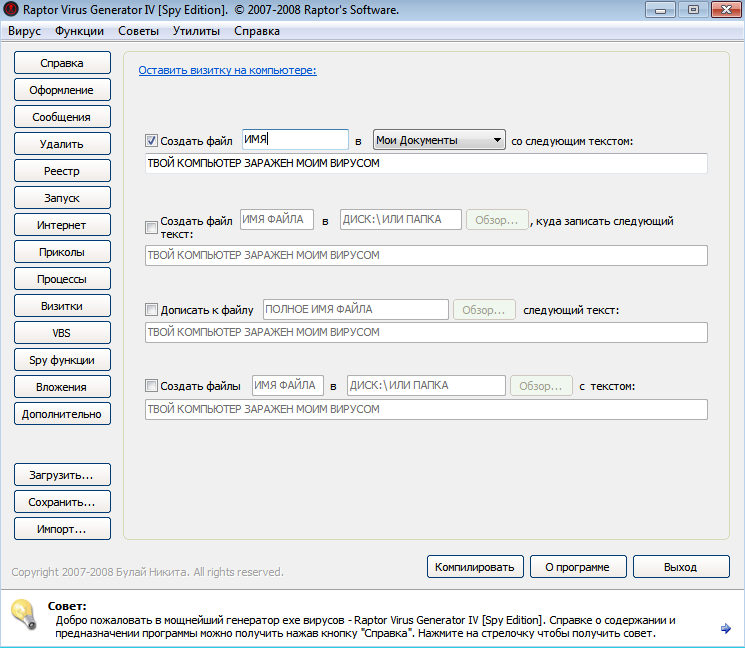 Raptor Virus Generator IV [Spy Edition]. © 2007-2008 Raptor's Software.
Вирус Функции Советы Утилиты Справка
Справка
Оформление
Сообщения
Удалить
Реестр
Запуск
Интернет
Приколы
Процессы
Визитки
VBS
Spy функции
Вложения
Дополнительно
Загрузить...
Сохранить...
Импорт...
Оставить визитку на компьютере:
Создать файл ИМЯ в Мои Документы со следующим текстом:
ТВОЙ КОМПЬЮТЕР ЗАРАЖЕН МОИМ ВИРУСОМ
Создать файл ИМЯ ФАЙЛА в ДИСК:\ИЛИ ПАПКА Обзор... , куда записать следующий
текст:
ТВОЙ КОМПЬЮТЕР ЗАРАЖЕН МОИМ ВИРУСОМ
Дописать к файлу ПОЛНОЕ ИМЯ ФАЙЛА Обзор... следующий текст:
ТВОЙ КОМПЬЮТЕР ЗАРАЖЕН МОИМ ВИРУСОМ
Создать файлы ИМЯ ФАЙЛА в ДИСК:\ИЛИ ПАПКА Обзор... с текстом:
ТВОЙ КОМПЬЮТЕР ЗАРАЖЕН МОИМ ВИРУСОМ
Компилировать О программе Выход
Copyright 2007-2008 Булай Никита. All rights reserved.
Совет:
Добро пожаловать в мощнейший генератор exe вирусов - Raptor Virus Generator IV [Spy Edition]. Справке о содержании и
предназначении программы можно получить нажав кнопку "Справка". Нажмите на стрелочку чтобы получить совет.